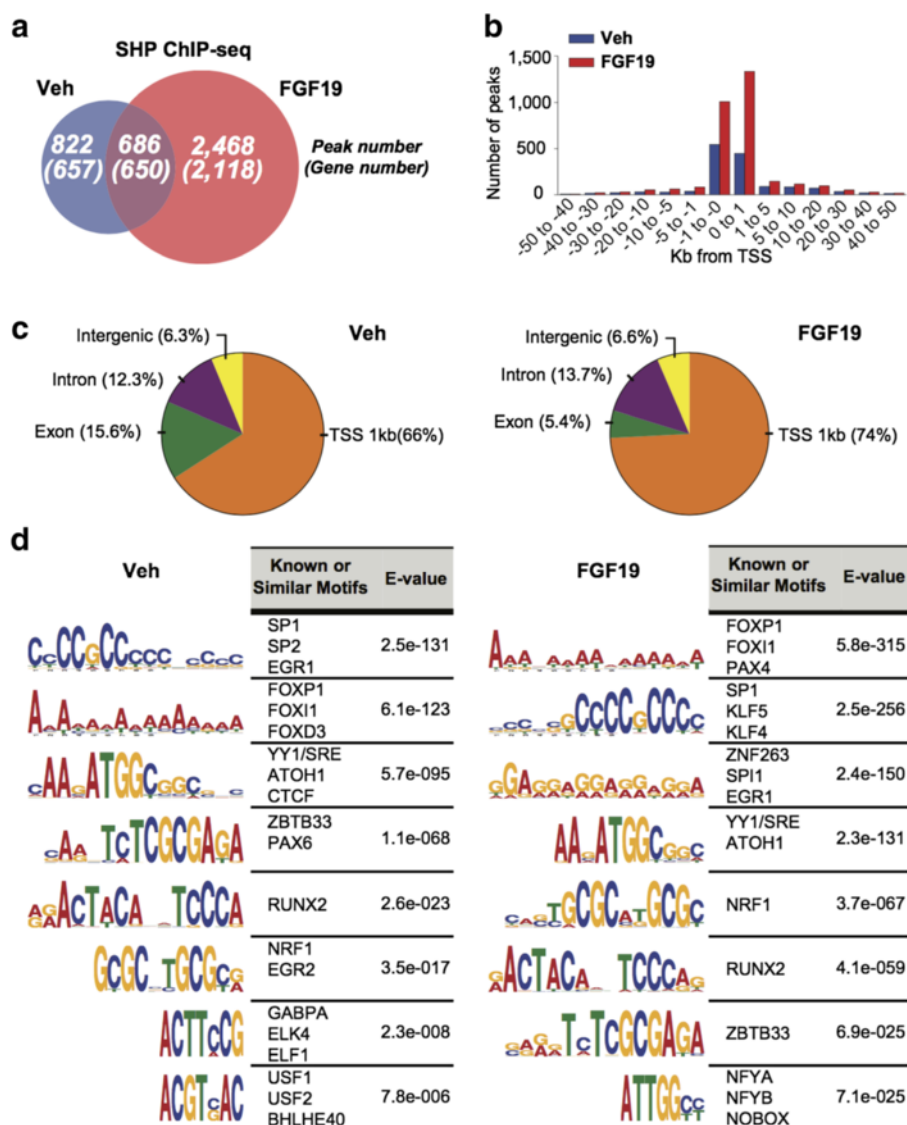 a
SHP ChIP-seq
Veh
FGF19
822
(657)
686
(650)
2,468
(2,118)
Peak number
(Gene number)
b
Veh
FGF19
Number of peaks
1,500
1,000
500
0
-50 to -40
-40 to -30
-30 to -20
-20 to -10
-10 to -5
-5 to -1
-1 to -0
0 to 1
1 to 5
5 to 10
10 to 20
20 to 30
30 to 40
40 to 50
Kb from TSS
c
Veh
Intergenic (6.3%)
Intron (12.3%)
Exon (15.6%)
TSS 1kb(66%)
FGF19
Intergenic (6.6%)
Intron (13.7%)
Exon (5.4%)
TSS 1kb (74%)
d
Veh
Known or
Similar Motifs
E-value
SP1
SP2
EGR1
2.5e-131
FOXP1
FOXI1
FOXD3
6.1e-123
YY1/SRE
ATOH1
CTCF
5.7e-095
ZBTB33
PAX6
1.1e-068
RUNX2
2.6e-023
NRF1
EGR2
3.5e-017
ACTTCCG
GABPA
ELK4
ELF1
2.3e-008
USF1
USF2
BHLHE40
7.8e-006
FGF19
Known or
Similar Motifs
E-value
FOXP1
FOXI1
PAX4
5.8e-315
SP1
KLF5
KLF4
2.5e-256
ZNF263
SPI1
EGR1
2.4e-150
YY1/SRE
ATOH1
2.3e-131
NRF1
3.7e-067
RUNX2
4.1e-059
ZBTB33
6.9e-025
NFYA
NFYB
NOBOX
7.1e-025